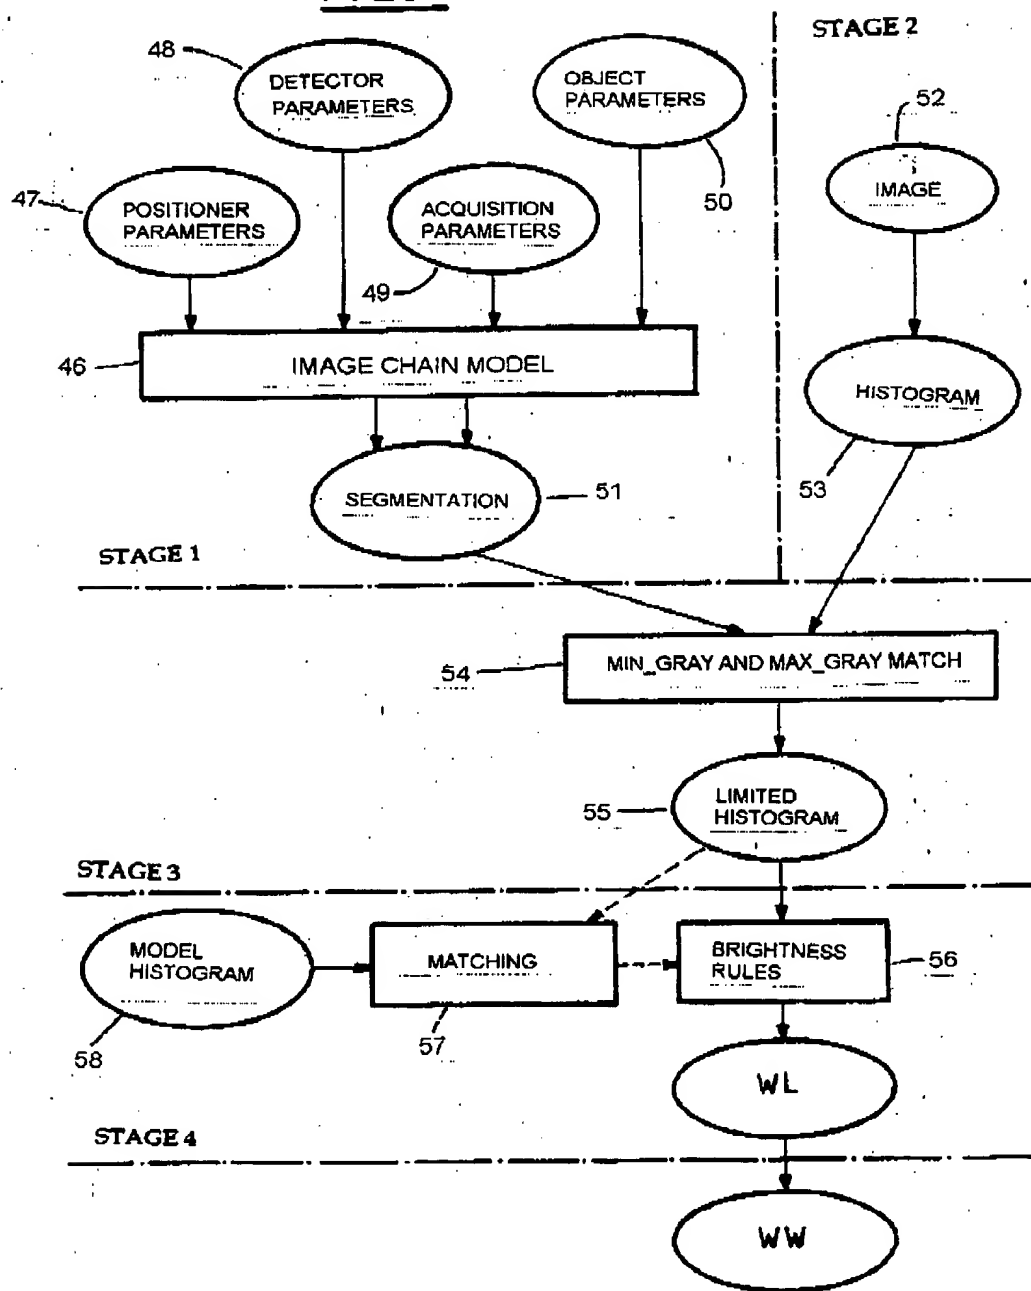 STAGE 2
48
DETECTOR
PARAMETERS
OBJECT
PARAMETERS
52
IMAGE
47
POSITIONER
PARAMETERS
ACQUISITION
PARAMETERS
50
49
46
IMAGE CHAIN MODEL
HISTOGRAM
53
SEGMENTATION
51
STAGE 1
54
MIN_GRAY AND MAX_GRAY MATCH
55
LIMITED
HISTOGRAM
STAGE 3
MODEL
HISTOGRAM
MATCHING
BRIGHTNESS
RULES
56
58
57
WL
STAGE 4
WW